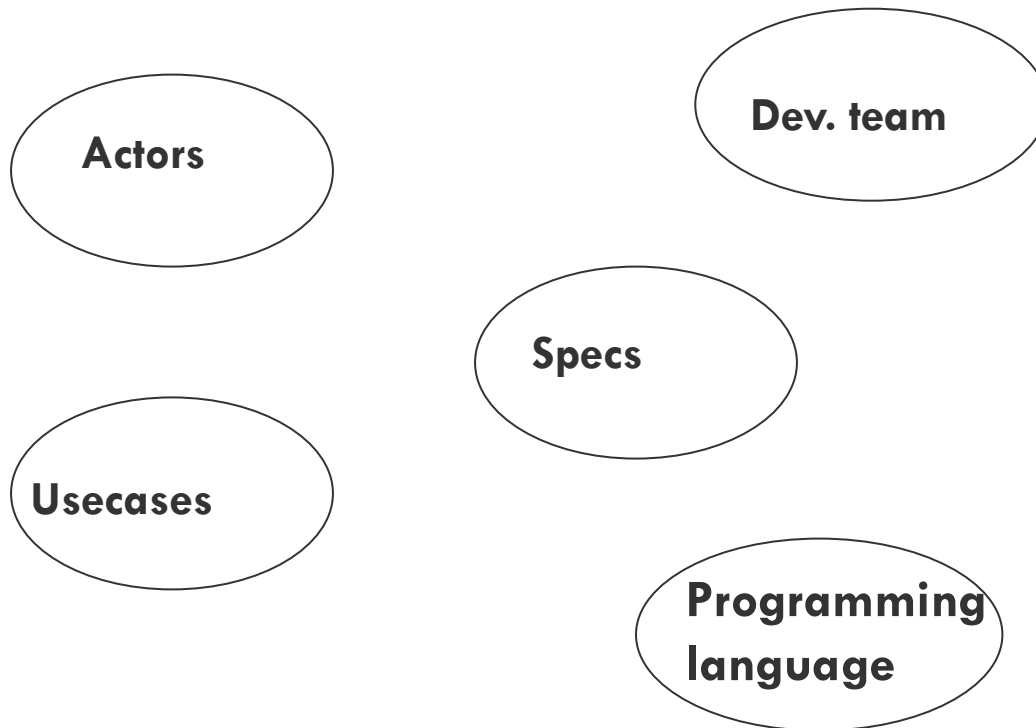 Dev. team
Actors
Specs
Usecases
Programming
language